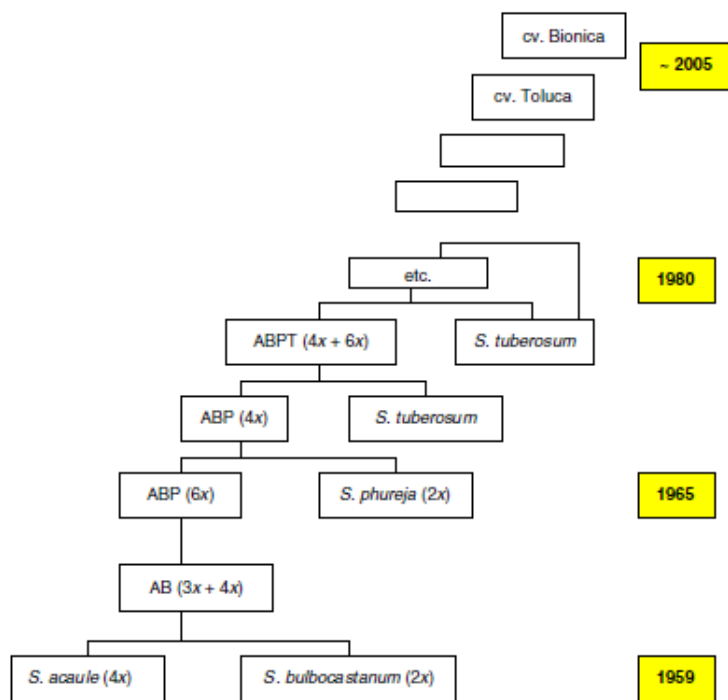 cv. Bionica
~ 2005
cv. Toluca
etc.
1980
ABPT (4x + 6x)
S. tuberosum
ABP (4x)
S. tuberosum
ABP (6x)
S. phureja (2x)
1965
AB (3x + 4x)
S. acaule (4x)
S. bulbocastanum (2x)
1959